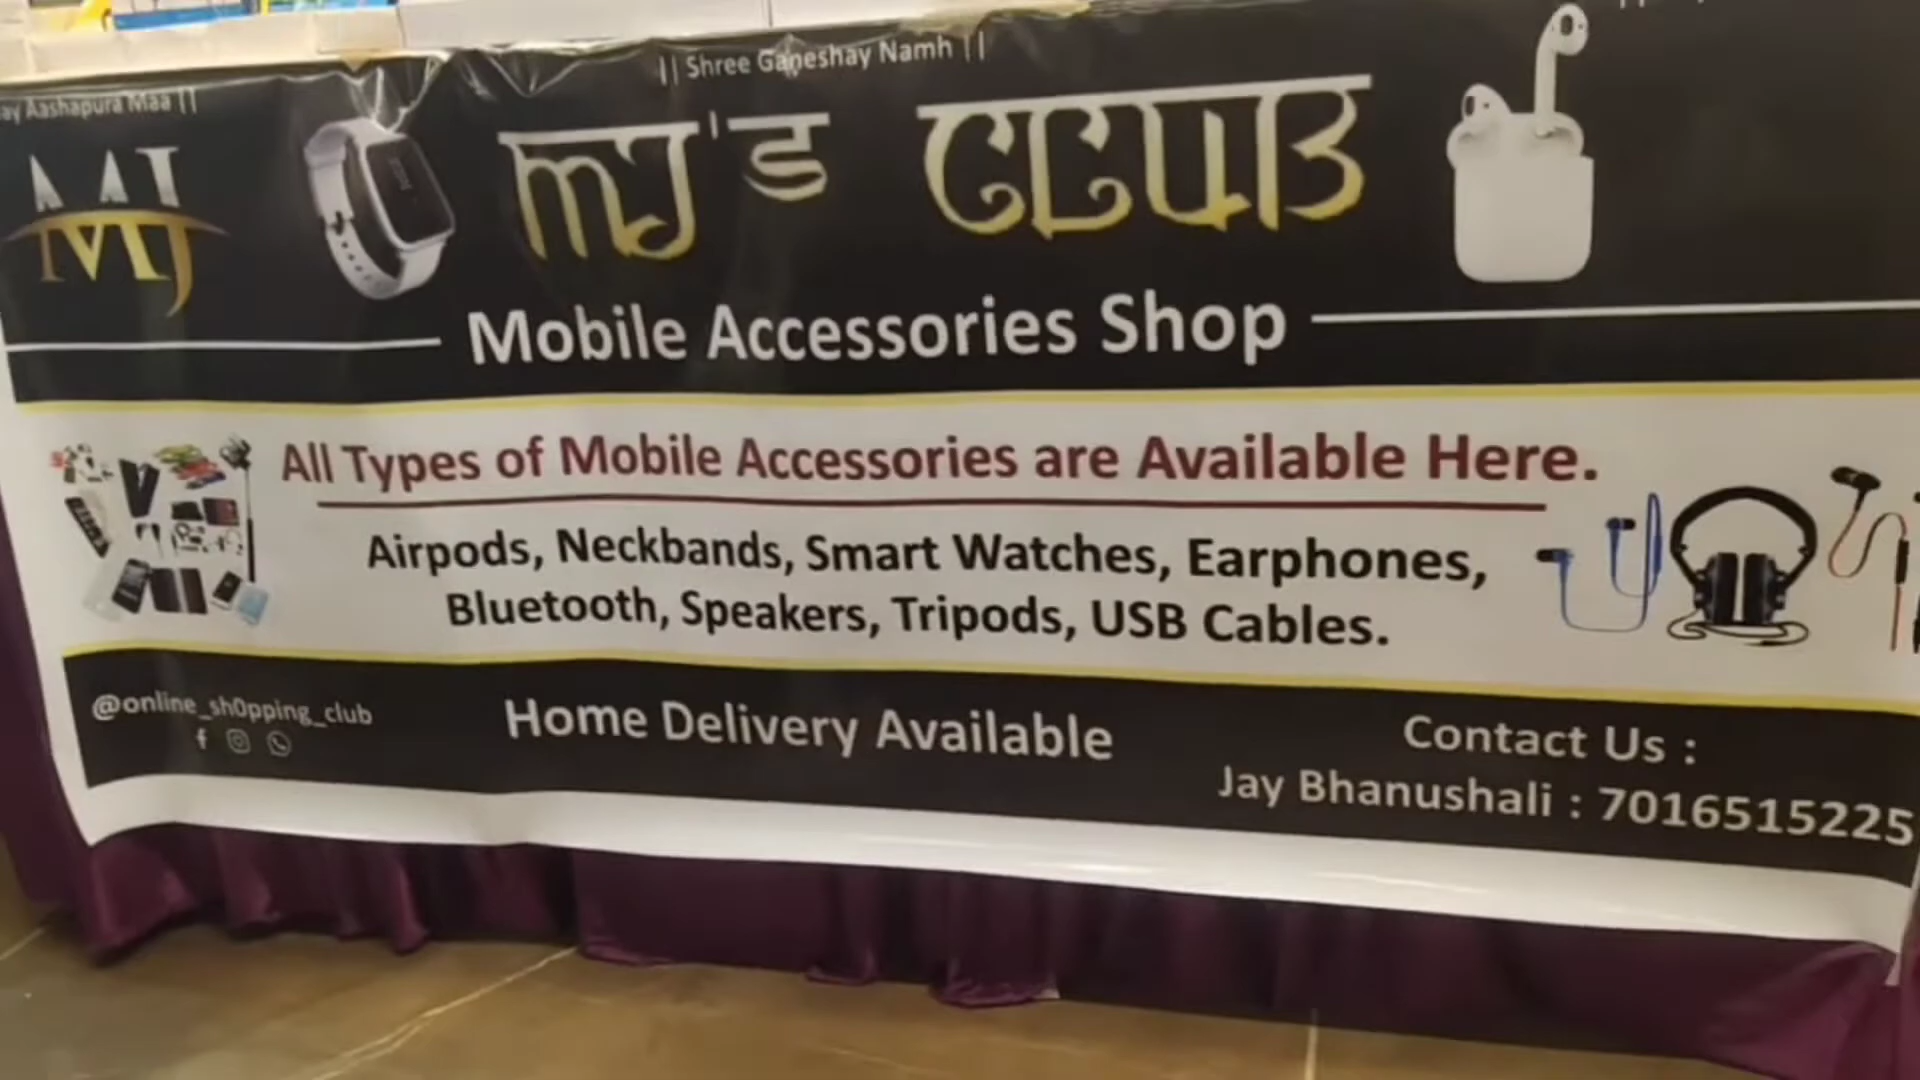 ay Aashapura Maa ||
|| Shree Ganeshay Namh ||
MJ
MJ'S CLUB
Mobile Accessories Shop
All Types of Mobile Accessories are Available Here.
Airpods, Neckbands, Smart Watches, Earphones,
Bluetooth, Speakers, Tripods, USB Cables.
@online_sh0pping_club
Home Delivery Available
Contact Us :
Jay Bhanushali : 7016515225